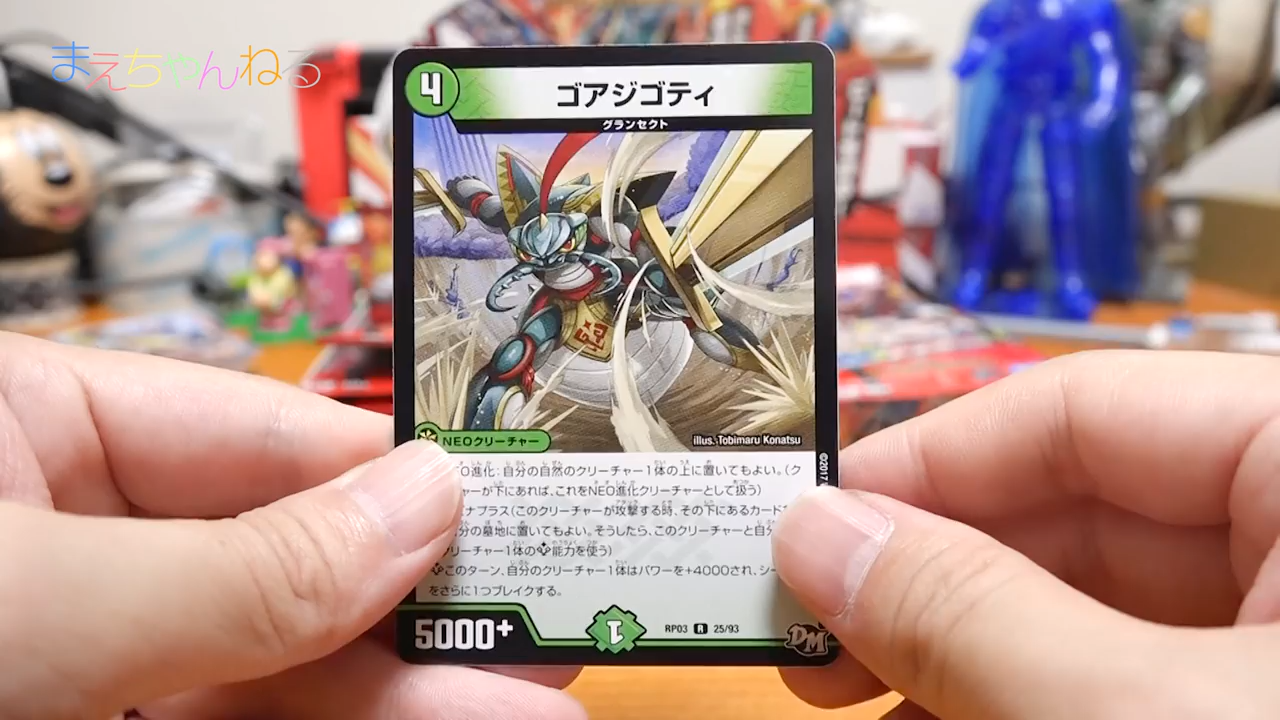 まえちゃんねる
4
ゴアジゴティ
グランセクト
NEOクリーチャー
illus. Tobimaru Konatsu
©2017
O進化：自分の自然のクリーチャー1体の上に置いてもよい。（ク
ーが下にあれば、これをNEO進化クリーチャーとして扱う）
ナプラス（このクリーチャーが攻撃する時、その下にあるカード
分の墓地に置いてもよい。そうしたら、このクリーチャーと自分
リーチャー1体の能力を使う）
このターン、自分のクリーチャー1体はパワーを+4000され、シー
をさらに1つブレイクする。
5000+
1
RP03 R 25/93
DM